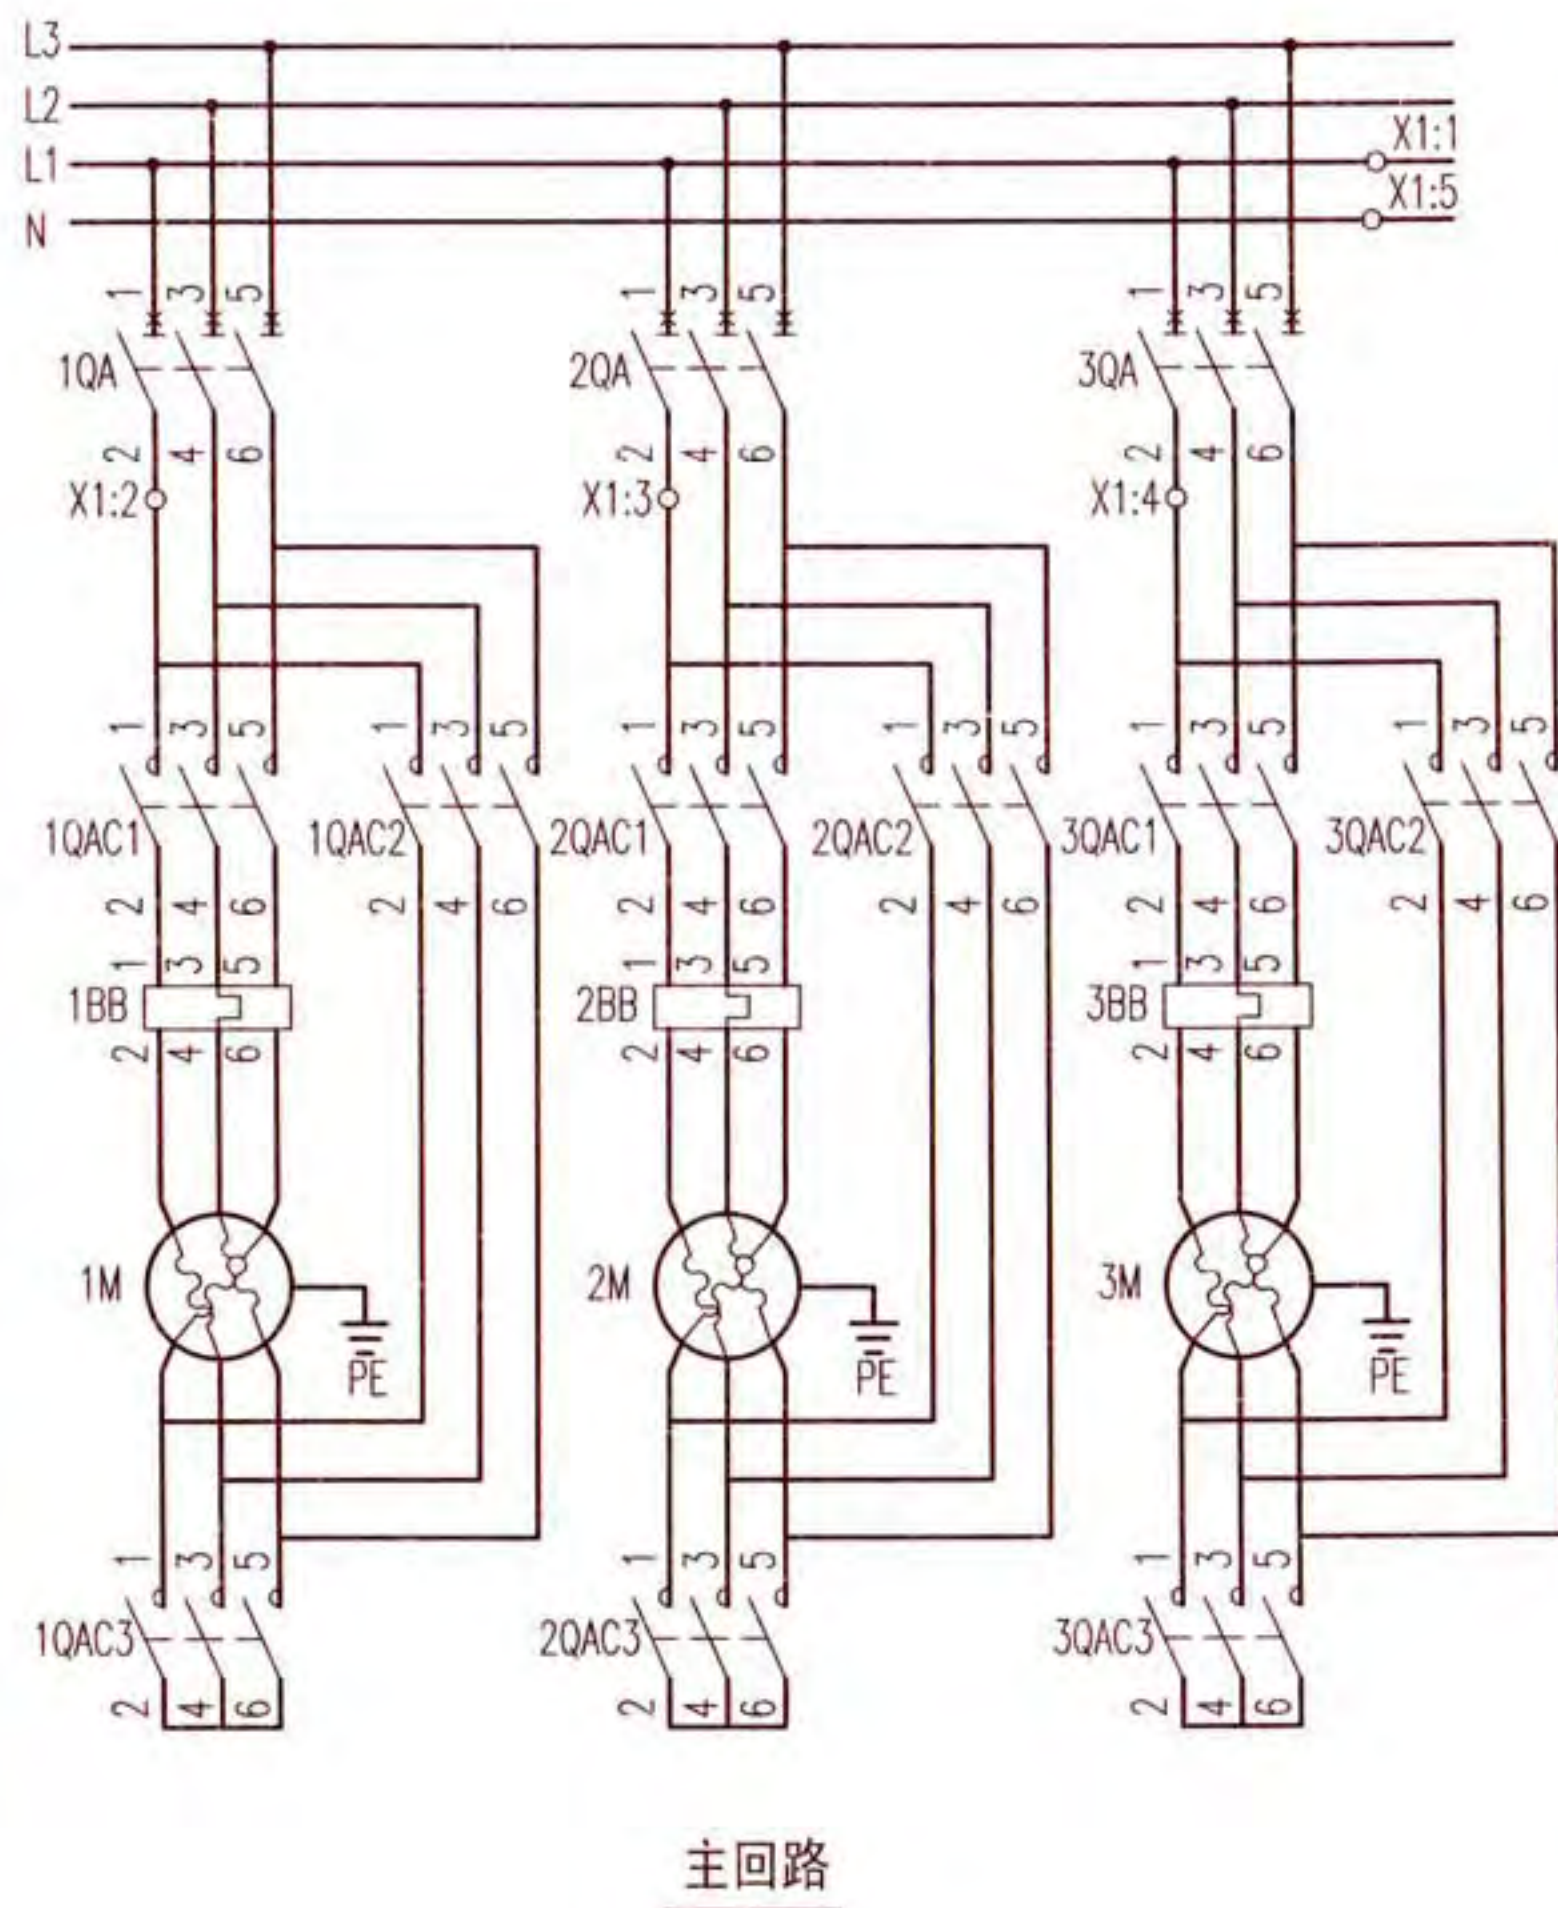 L3
L2
L1 X1:1
N X1:5
1 3 5 1 3 5 1 3 5
1QA 2QA 3QA
2 4 6 2 4 6 2 4 6
X1:2 X1:3 X1:4
1 3 5 1 3 5 1 3 5 1 3 5 1 3 5 1 3 5
1QAC1 1QAC2 2QAC1 2QAC2 3QAC1 3QAC2
2 4 6 2 4 6 2 4 6 2 4 6 2 4 6 2 4 6
1 3 5 1 3 5 1 3 5
1BB 2BB 3BB
2 4 6 2 4 6 2 4 6
1M 2M 3M
PE PE PE
1 3 5 1 3 5 1 3 5
1QAC3 2QAC3 3QAC3
2 4 6 2 4 6 2 4 6
主回路